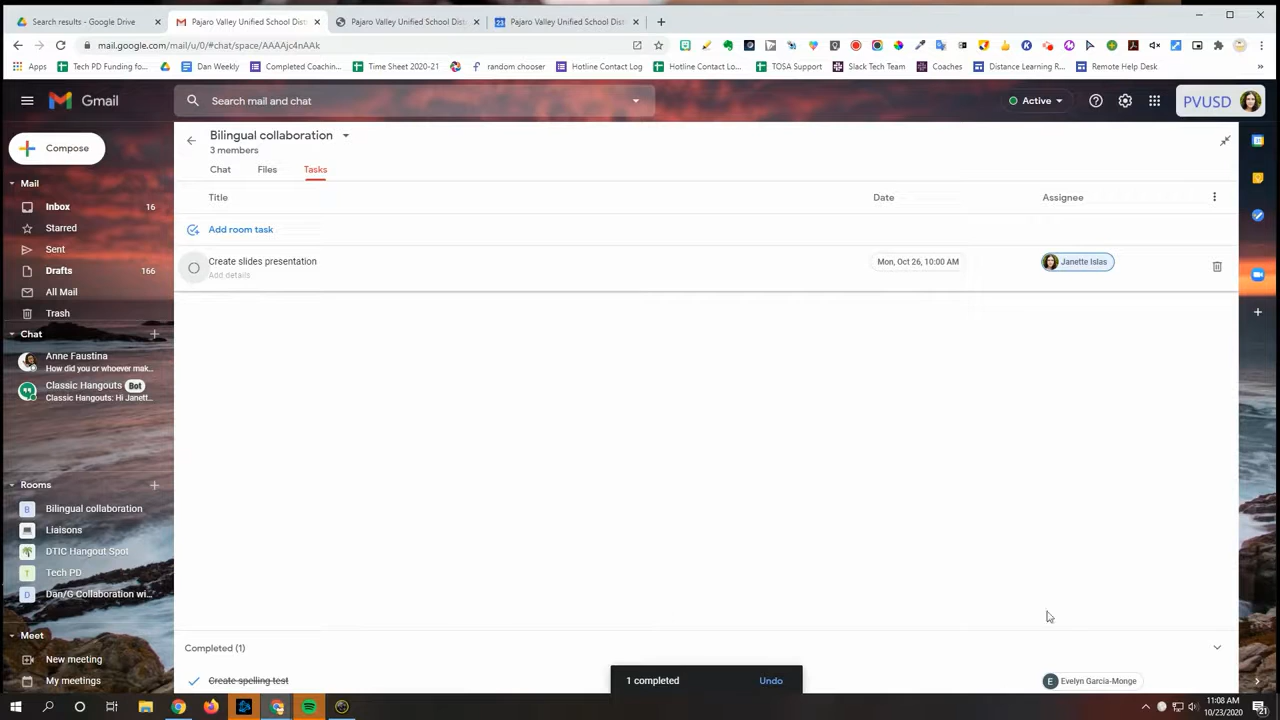 Search results - Google Drive
Pajaro Valley Unified School Distr
Pajaro Valley Unified School Distr
Pajaro Valley Unified School Distr
mail.google.com/mail/u/0/#chat/space/AAAAjc4nAAk
Apps
Tech PD Funding fo...
Dan Weekly
Completed Coachin...
Time Sheet 2020-21
random chooser
Hotline Contact Log
Hotline Contact Lo...
TOSA Support
Slack Tech Team
Coaches
Distance Learning R...
Remote Help Desk
Gmail
Search mail and chat
Active
PVUSD
Compose
Mail
Inbox 16
Starred
Sent
Drafts 166
All Mail
Trash
Chat
Anne Faustina
How did you or whoever mak...
Classic Hangouts Bot
Classic Hangouts: Hi Janett...
Rooms
B Bilingual collaboration
Liaisons
DTIC Hangout Spot
T Tech PD
D Dan/G Collaboration wi...
Meet
New meeting
My meetings
Bilingual collaboration
3 members
Chat Files Tasks
Title Date Assignee
Add room task
Create slides presentation Mon, Oct 26, 10:00 AM Janette Islas
Add details
Completed (1)
Create spelling test E Evelyn Garcia-Monge
1 completed Undo
11:08 AM
10/23/2020
21